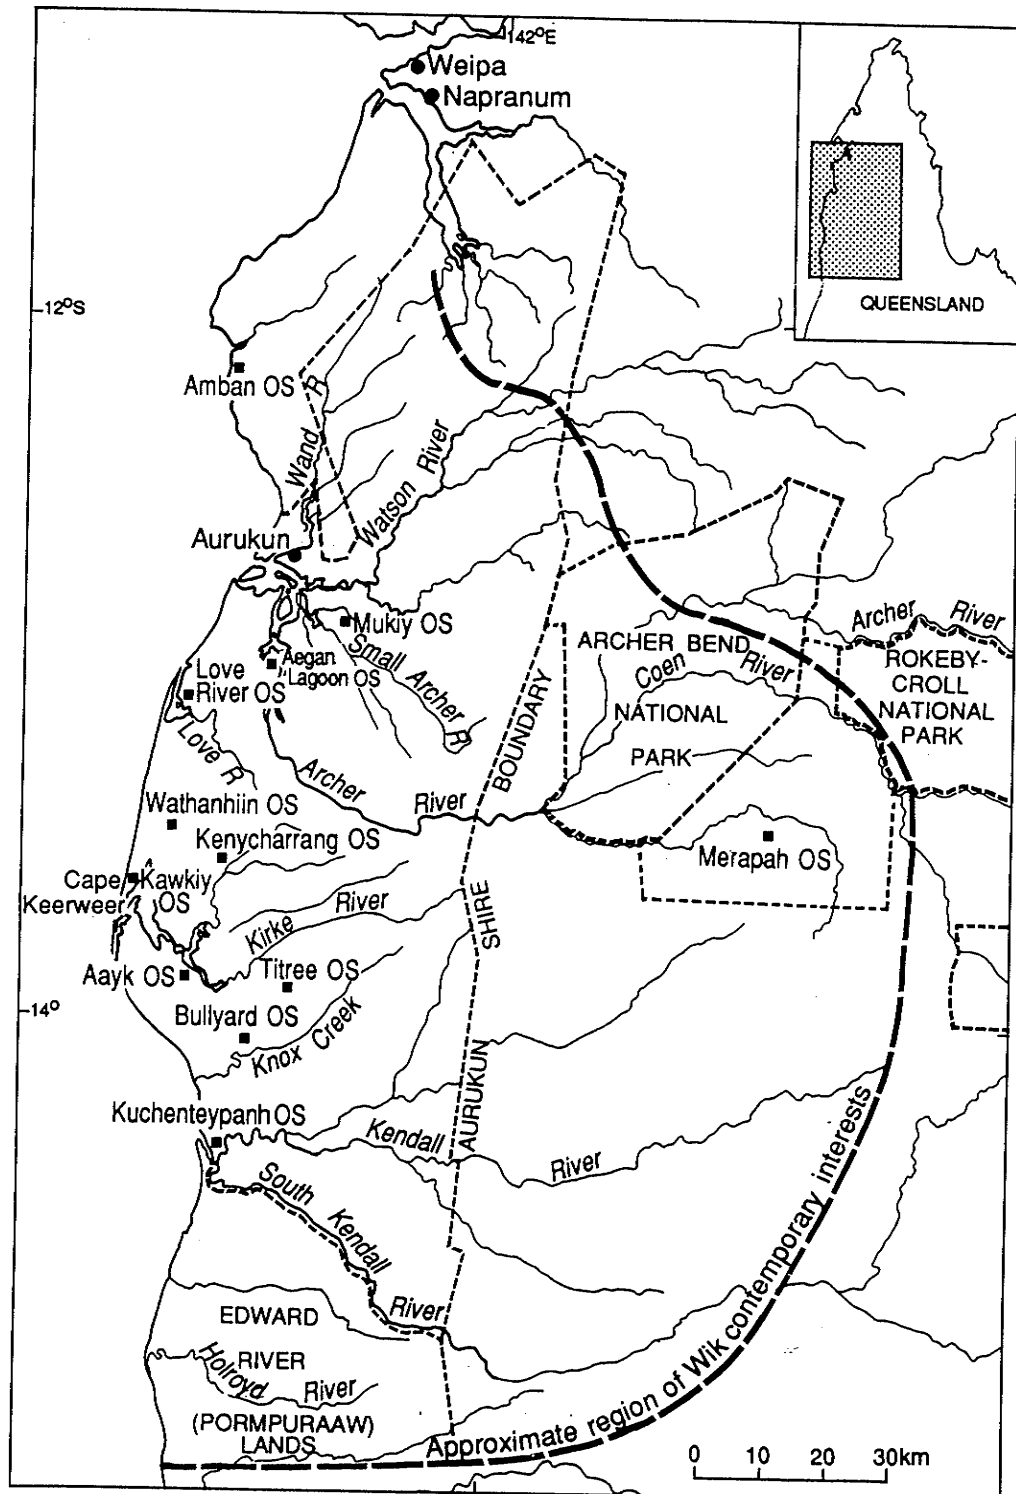 142°E
Weipa
Napranum
QUEENSLAND
12°S
Amban OS
Wand R
Watson River
Aurukun
Mukiy OS
Small Archer R
Aegan
Lagoon OS
Love
River OS
Love R
Archer River
ARCHER BEND
Coen River
NATIONAL
PARK
Archer River
ROKEBY-
CROLL
NATIONAL
PARK
Wathanhiin OS
Kenycharrang OS
Merapah OS
Cape
Keerweer
Kawkiy
OS
Kirke River
Aayk OS
Titree OS
14°
Bullyard OS
Knox Creek
AURUKUN SHIRE BOUNDARY
Kuchenteypanh OS
Kendall River
South Kendall River
EDWARD
RIVER
Holroyd River
(PORMPURAAW)
LANDS
Approximate region of Wik contemporary interests
0 10 20 30km